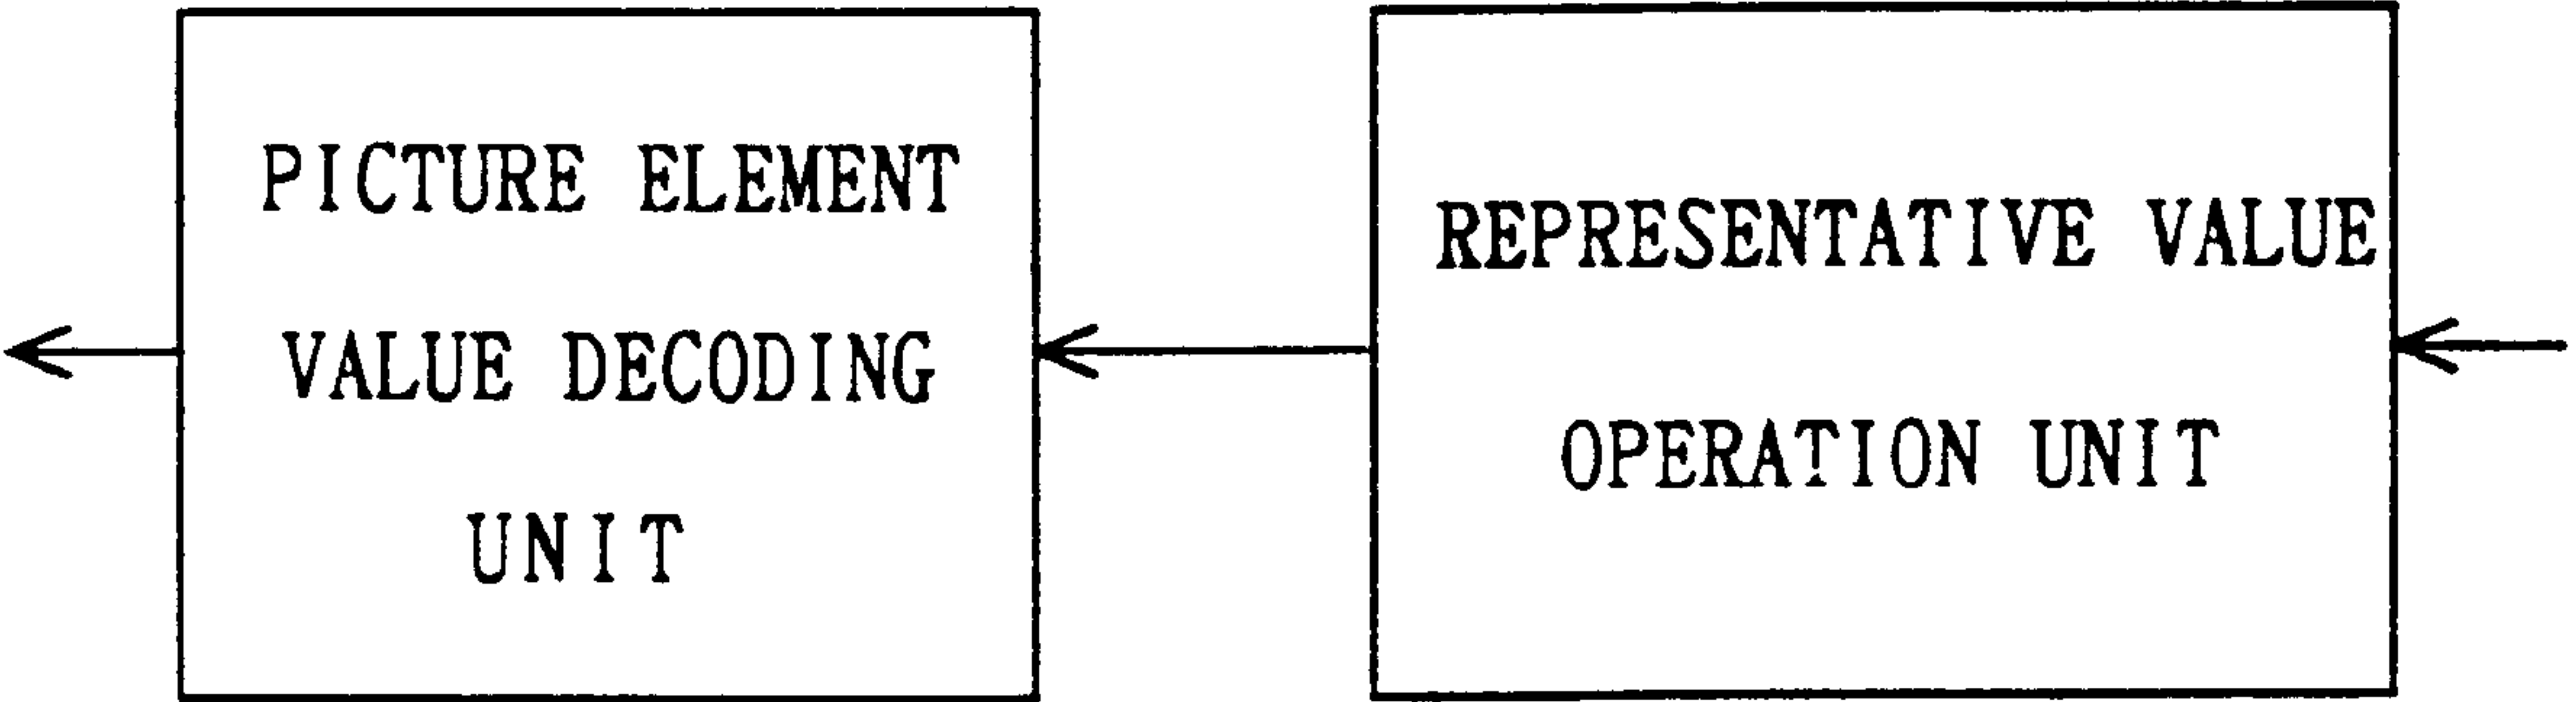 PICTURE ELEMENT
VALUE DECODING
UNIT
REPRESENTATIVE VALUE
OPERATION UNIT